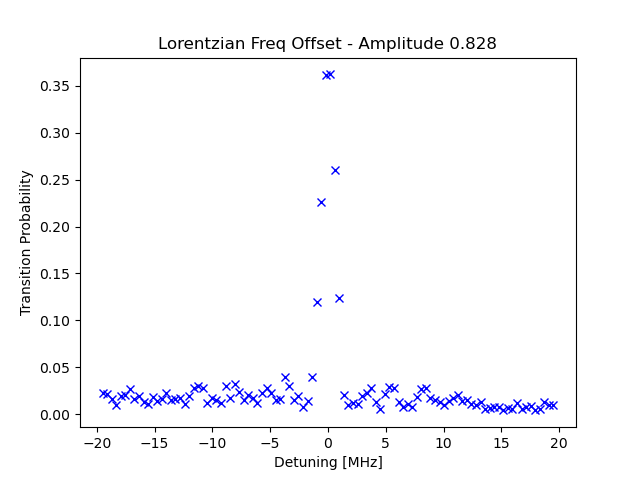 Lorentzian Freq Offset - Amplitude 0.828
Transition Probability
0.35
0.30
0.25
0.20
0.15
0.10
0.05
0.00
−20 −15 −10 −5 0 5 10 15 20
Detuning [MHz]